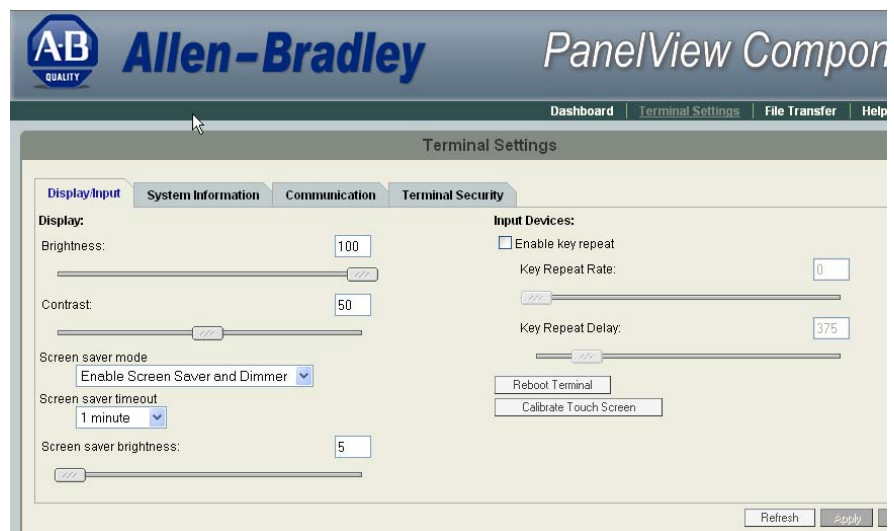 A·B
QUALITY
Allen-Bradley
PanelView Compon
Dashboard | Terminal Settings | File Transfer | Help
Terminal Settings
Display/Input
System Information
Communication
Terminal Security
Display:
Brightness:
100
Contrast:
50
Screen saver mode
Enable Screen Saver and Dimmer
Screen saver timeout
1 minute
Screen saver brightness:
5
Input Devices:
Enable key repeat
Key Repeat Rate:
0
Key Repeat Delay:
375
Reboot Terminal
Calibrate Touch Screen
Refresh
Apply